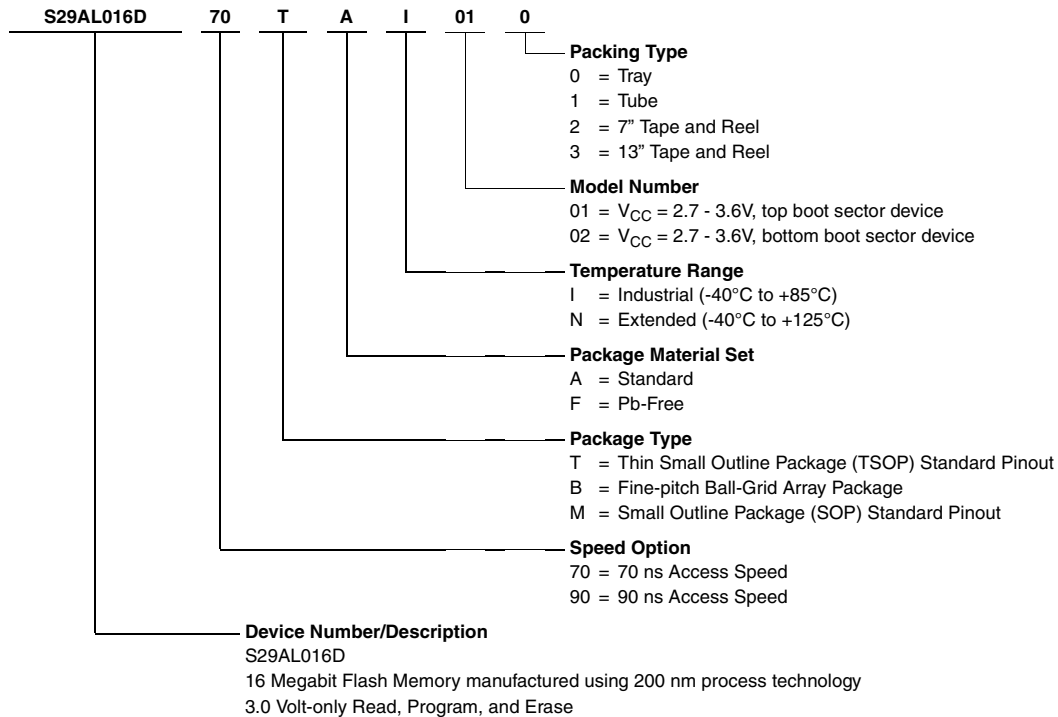 S29AL016D 70 T A I 01 0
Packing Type
0 = Tray
1 = Tube
2 = 7” Tape and Reel
3 = 13” Tape and Reel
Model Number
01 = VCC = 2.7 - 3.6V, top boot sector device
02 = VCC = 2.7 - 3.6V, bottom boot sector device
Temperature Range
I = Industrial (-40°C to +85°C)
N = Extended (-40°C to +125°C)
Package Material Set
A = Standard
F = Pb-Free
Package Type
T = Thin Small Outline Package (TSOP) Standard Pinout
B = Fine-pitch Ball-Grid Array Package
M = Small Outline Package (SOP) Standard Pinout
Speed Option
70 = 70 ns Access Speed
90 = 90 ns Access Speed
Device Number/Description
S29AL016D
16 Megabit Flash Memory manufactured using 200 nm process technology
3.0 Volt-only Read, Program, and Erase